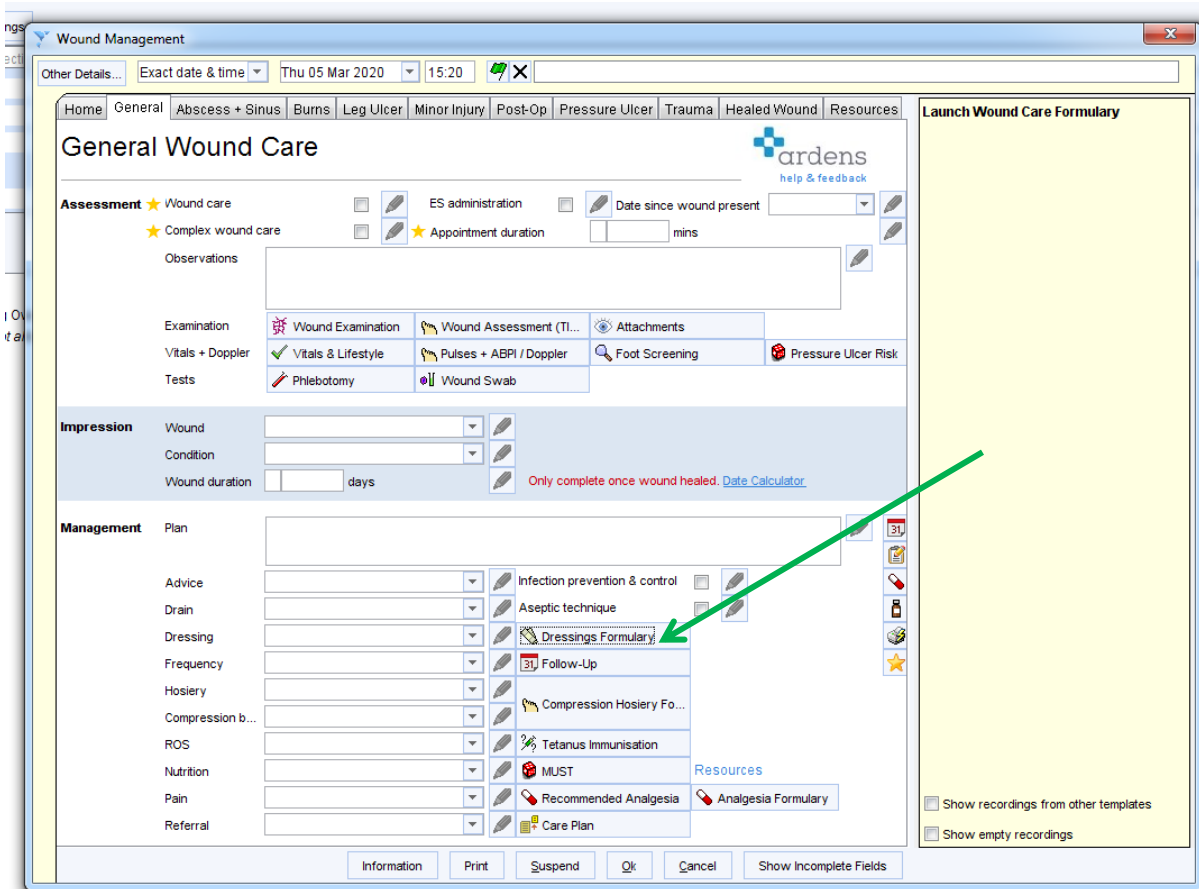 ngs
Wound Management
ecti
Other Details... Exact date & time Thu 05 Mar 2020 15:20
Home General Abscess + Sinus Burns Leg Ulcer Minor Injury Post-Op Pressure Ulcer Trauma Healed Wound Resources
Launch Wound Care Formulary
General Wound Care
ardens
help & feedback
Assessment Wound care ES administration Date since wound present
Complex wound care Appointment duration mins
Observations
Ov
t ar
Examination Wound Examination Wound Assessment (TI... Attachments
Vitals + Doppler Vitals & Lifestyle Pulses + ABPI / Doppler Foot Screening Pressure Ulcer Risk
Tests Phlebotomy Wound Swab
Impression Wound
Condition
Wound duration days Only complete once wound healed. Date Calculator
Management Plan
31
Advice Infection prevention & control
Drain Aseptic technique
Dressing Dressings Formulary
Frequency 31 Follow-Up
Hosiery
Compression Hosiery Fo...
Compression b...
ROS Tetanus Immunisation
Nutrition MUST Resources
Pain Recommended Analgesia Analgesia Formulary
Show recordings from other templates
Referral Care Plan
Show empty recordings
Information Print Suspend Ok Cancel Show Incomplete Fields